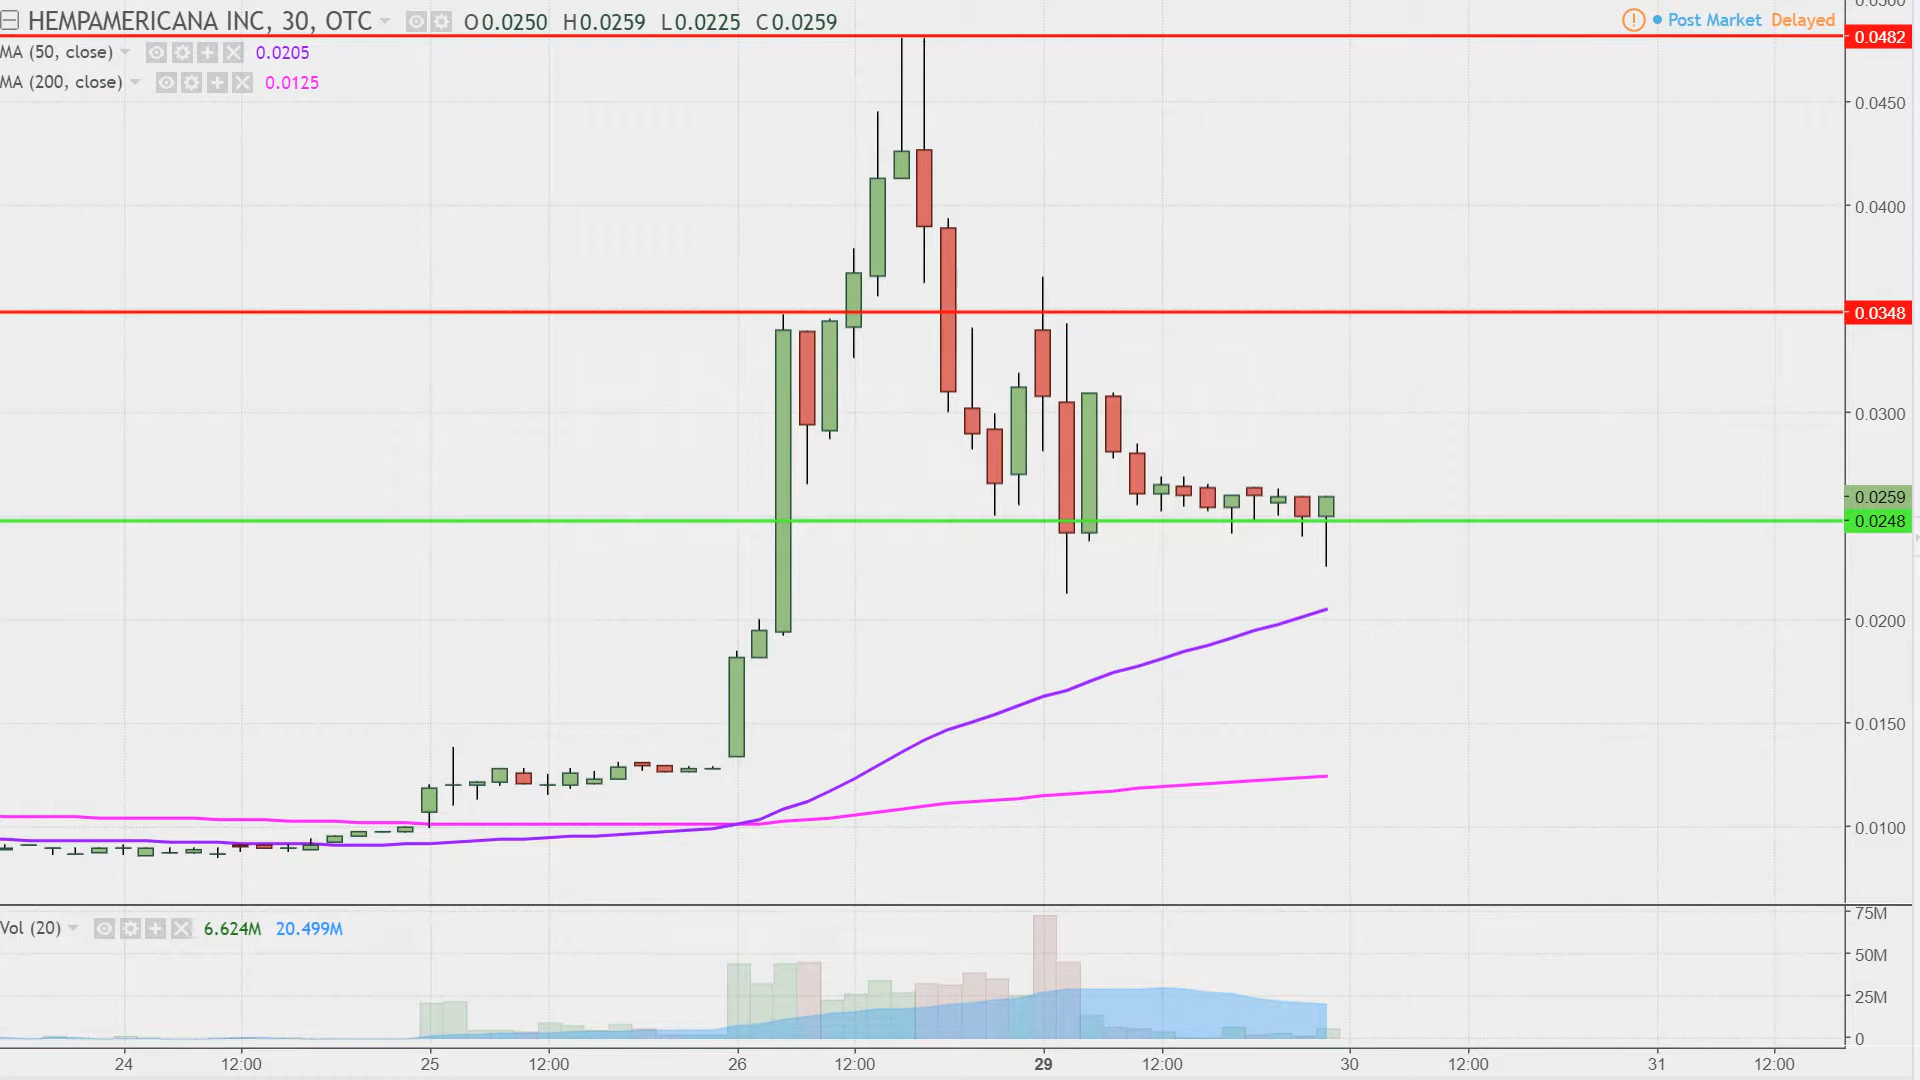 HEMPAMERICANA INC, 30, OTC O0.0250 H0.0259 L0.0225 C0.0259
Post Market Delayed
MA (50, close) 0.0205
MA (200, close) 0.0125
0.0500
0.0482
0.0450
0.0400
0.0348
0.0300
0.0259
0.0248
0.0200
0.0150
0.0100
Vol (20) 6.624M 20.499M
75M
50M
25M
0
24 12:00 25 12:00 26 12:00 29 12:00 30 12:00 31 12:00